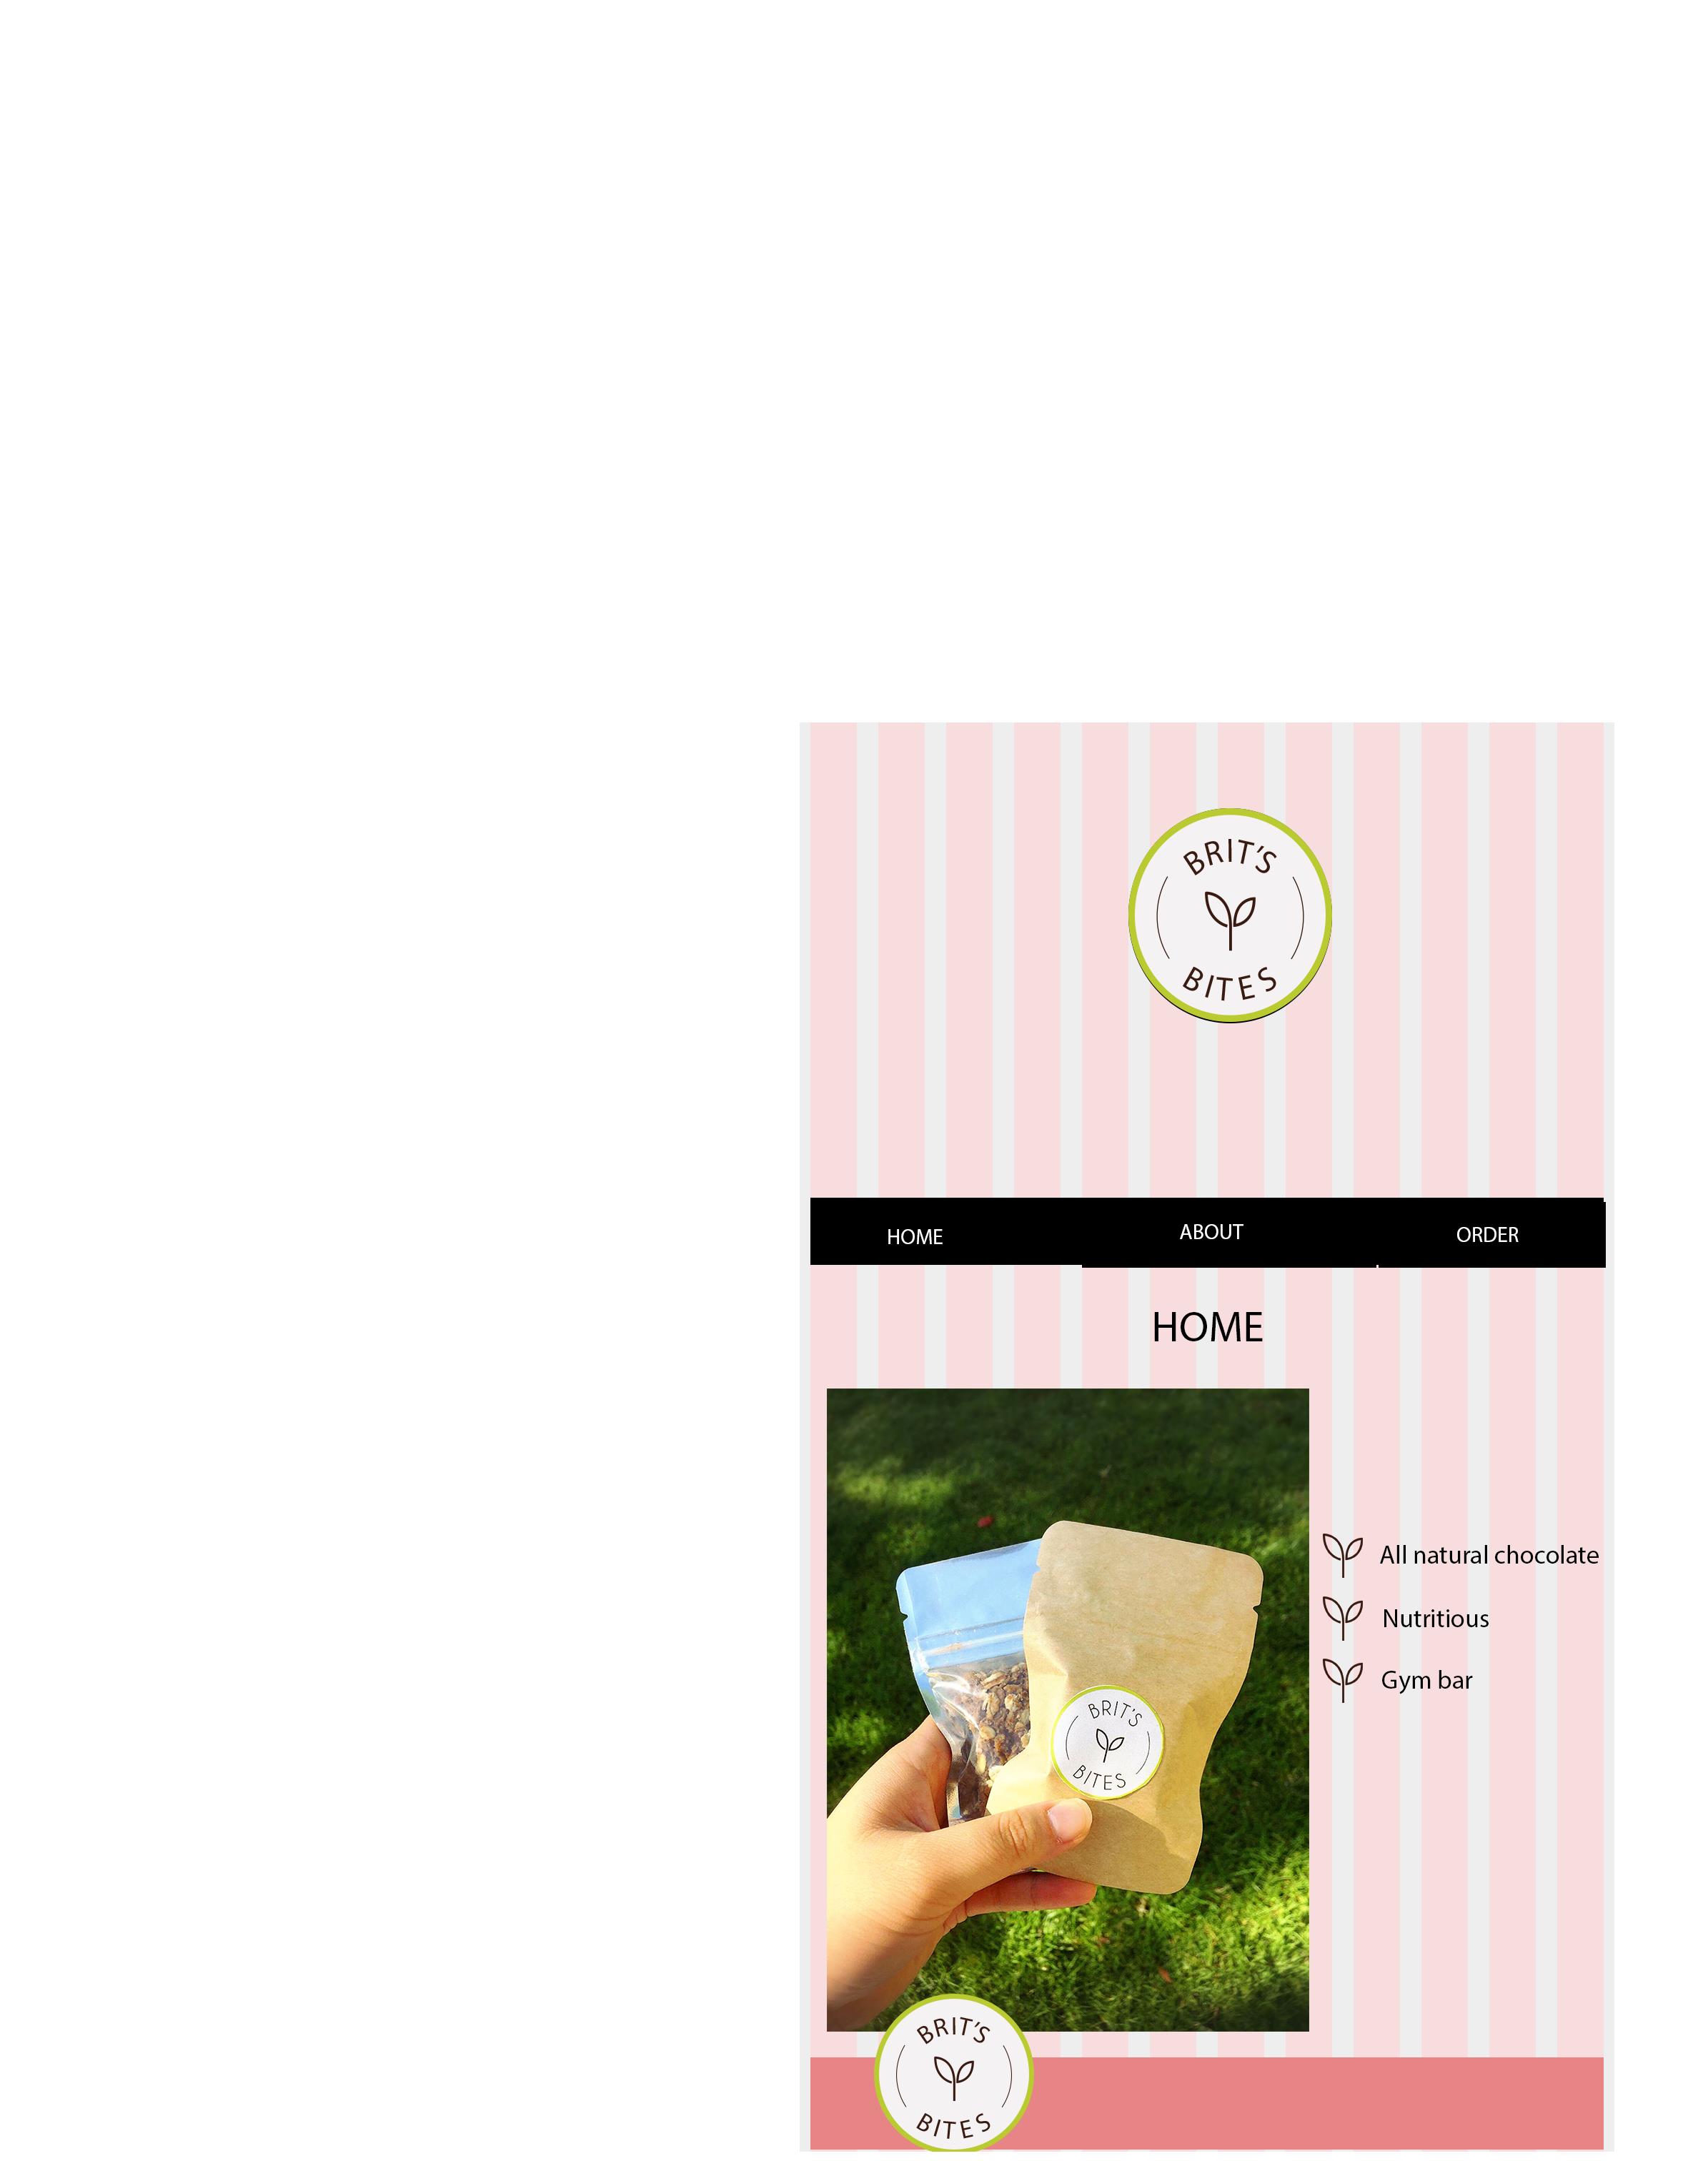 BRIT'S
BITES
HOME
ABOUT
ORDER
HOME
All natural chocolate
Nutritious
Gym bar
BRIT'S
BITES
BRIT'S
BITES